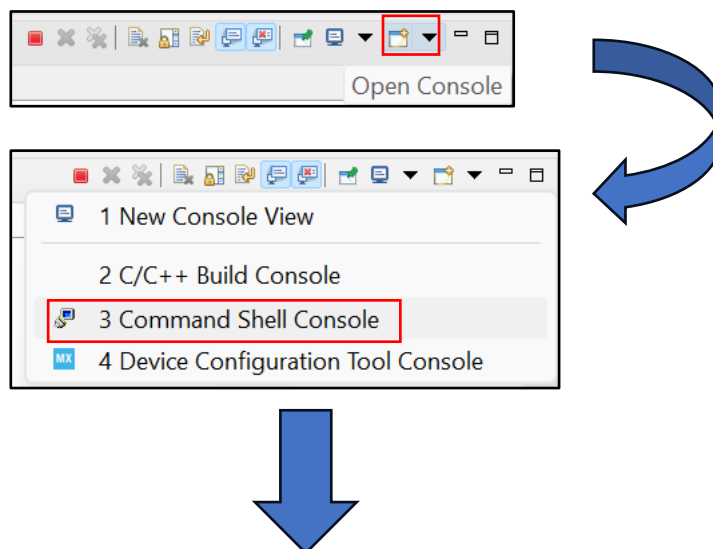 Open Console
1 New Console View
2 C/C++ Build Console
3 Command Shell Console
MX 4 Device Configuration Tool Console